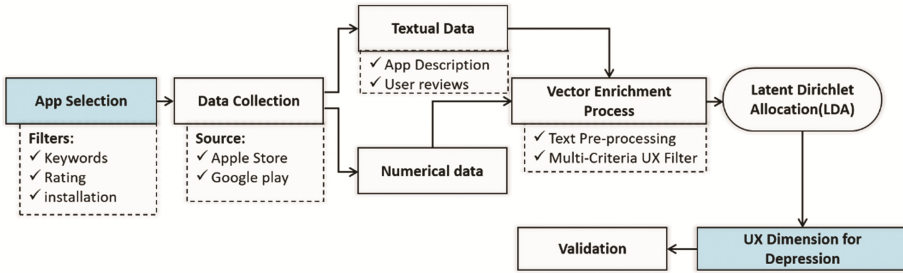 App Selection
Filters:
✓ Keywords
✓ Rating
✓ installation
Data Collection
Source:
✓ Apple Store
✓ Google play
Textual Data
✓ App Description
✓ User reviews
Numerical data
Vector Enrichment
Process
✓ Text Pre-processing
✓ Multi-Criteria UX Filter
Latent Dirichlet
Allocation(LDA)
UX Dimension for
Depression
Validation